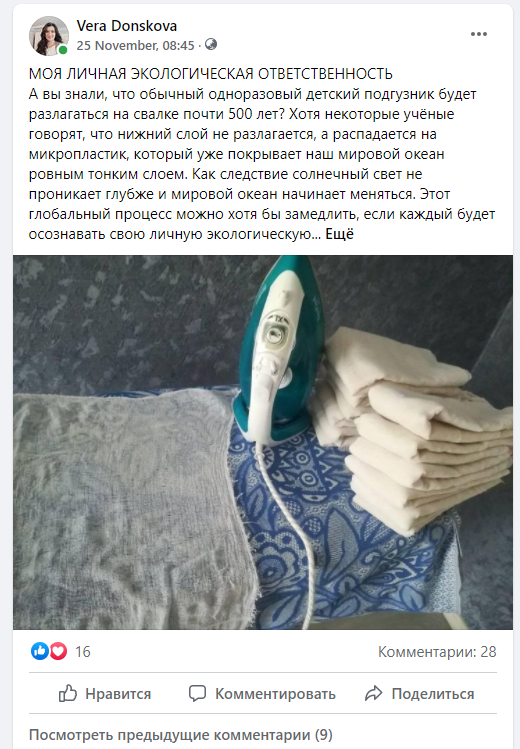 Vera Donskova
25 November, 08:45 ·
МОЯ ЛИЧНАЯ ЭКОЛОГИЧЕСКАЯ ОТВЕТСТВЕННОСТЬ
А вы знали, что обычный одноразовый детский подгузник будет
разлагаться на свалке почти 500 лет? Хотя некоторые учёные
говорят, что нижний слой не разлагается, а распадается на
микропластик, который уже покрывает наш мировой океан
ровным тонким слоем. Как следствие солнечный свет не
проникает глубже и мировой океан начинает меняться. Этот
глобальный процесс можно хотя бы замедлить, если каждый будет
осознавать свою личную экологическую... Ещё
16
Комментарии: 28
Нравится
Комментировать
Поделиться
Посмотреть предыдущие комментарии (9)